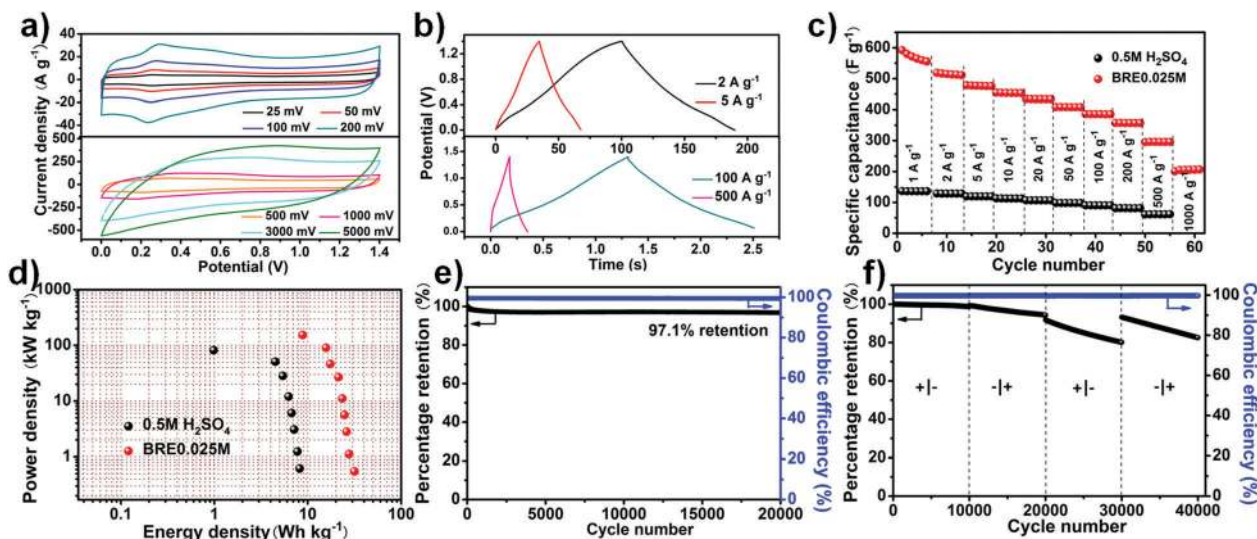 a)
Current density (A g⁻¹)
40
20
0
-20
-40
25 mV 50 mV
100 mV 200 mV
500
250
0
-250
-500
500 mV 1000 mV
3000 mV 5000 mV
0.0 0.2 0.4 0.6 0.8 1.0 1.2 1.4
Potential (V)
b)
Potential (V)
1.2
0.8
0.4
0.0
2 A g⁻¹
5 A g⁻¹
0 50 100 150 200
1.2
0.8
0.4
0.0
100 A g⁻¹
500 A g⁻¹
0.0 0.5 1.0 1.5 2.0 2.5
Time (s)
c)
Specific capacitance (F g⁻¹)
600
500
400
300
200
100
0
0.5M H₂SO₄
BRE0.025M
1 A g⁻¹
2 A g⁻¹
5 A g⁻¹
10 A g⁻¹
20 A g⁻¹
50 A g⁻¹
100 A g⁻¹
200 A g⁻¹
500 A g⁻¹
1000 A g⁻¹
0 10 20 30 40 50 60
Cycle number
d)
Power density (kW kg⁻¹)
1000
100
10
1
0.5M H₂SO₄
BRE0.025M
0.1 1 10 100
Energy density (Wh kg⁻¹)
e)
Percentage retention (%)
100
80
60
40
20
0
97.1% retention
0 5000 10000 15000 20000
Cycle number
100
80
60
40
20
0
Coulombic efficiency (%)
f)
Percentage retention (%)
100
80
60
40
20
0
+|-
-|+
+|-
-|+
0 10000 20000 30000 40000
Cycle number
100
80
60
40
20
0
Coulombic efficiency (%)